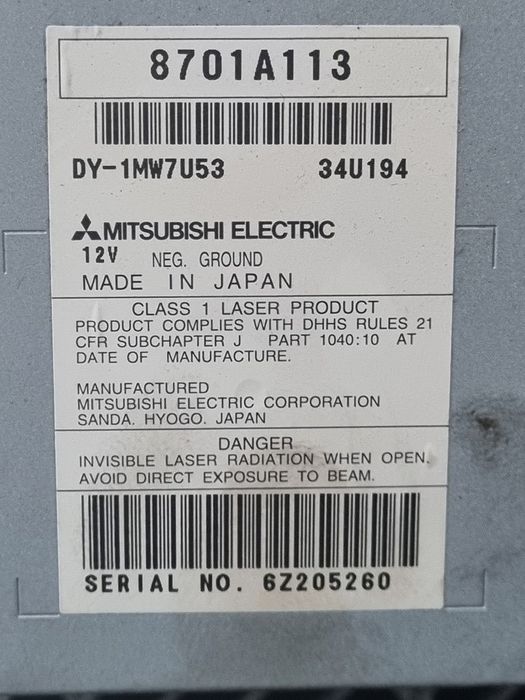 8701A113
DY-1MW7U53 34U194
MITSUBISHI ELECTRIC
12V NEG. GROUND
MADE IN JAPAN
CLASS 1 LASER PRODUCT
PRODUCT COMPLIES WITH DHHS RULES 21
CFR SUBCHAPTER J PART 1040:10 AT
DATE OF MANUFACTURE.
MANUFACTURED
MITSUBISHI ELECTRIC CORPORATION
SANDA. HYOGO. JAPAN
DANGER
INVISIBLE LASER RADIATION WHEN OPEN.
AVOID DIRECT EXPOSURE TO BEAM.
SERIAL NO. 6Z205260